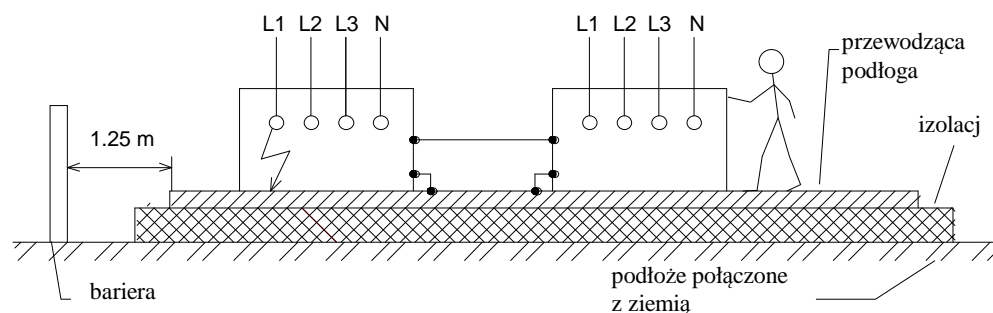 L1 L2 L3 N
L1 L2 L3 N
przewodząca
podłoga
1.25 m
izolacj
bariera
podłoże połączone
z ziemią